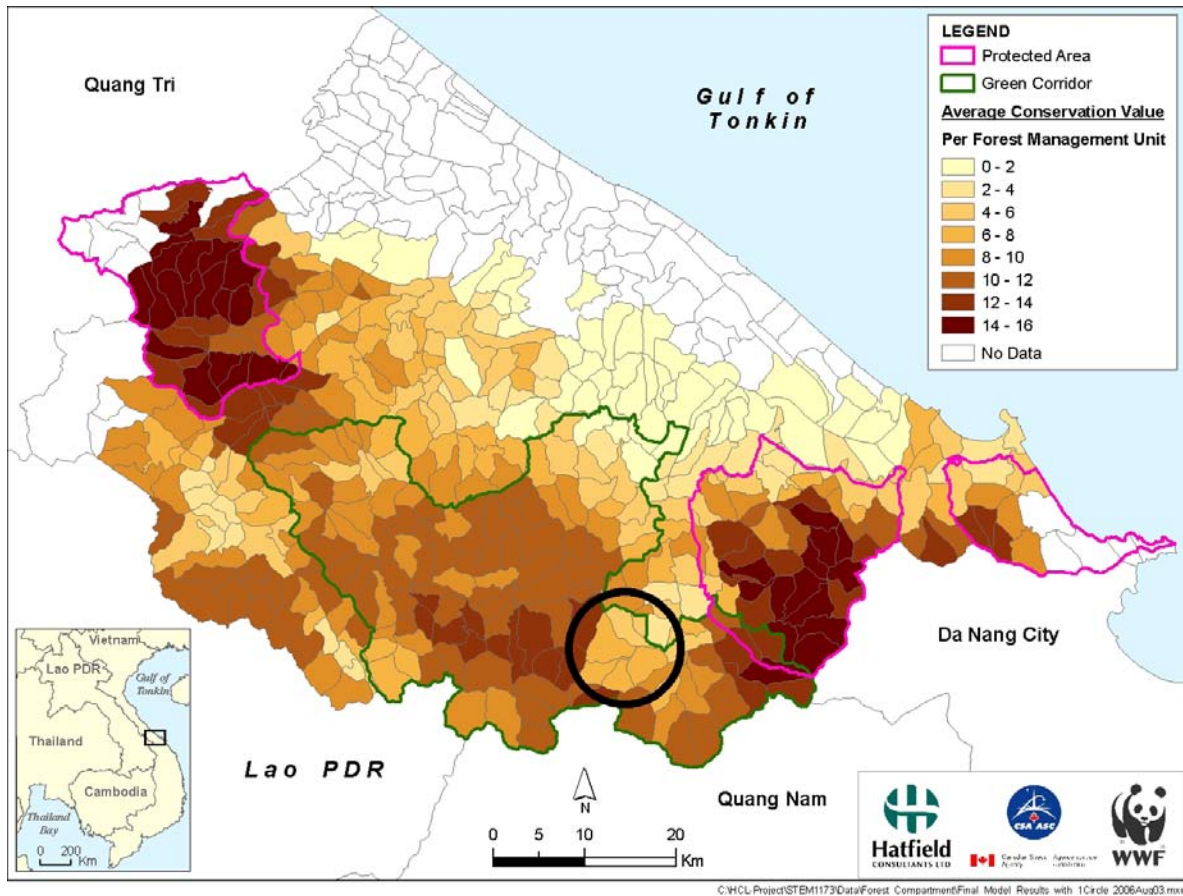 Quang Tri
Gulf of
Tonkin
LEGEND
Protected Area
Green Corridor
Average Conservation Value
Per Forest Management Unit
0 - 2
2 - 4
4 - 6
6 - 8
8 - 10
10 - 12
12 - 14
14 - 16
No Data
Da Nang City
Vietnam
Lao PDR
Gulf of
Tonkin
Thailand
Cambodia
Thailand
Bay
0 200
Km
Lao PDR
Quang Nam
N
0 5 10 20
Km
Hatfield
CONSULTANTS LTD
CSA ASC
Canadian Space
Agency
WWF
C:\HCL-Project\STEM1173\Data\Forest Compartment\Final Model Results with 1Circle 2006Aug03.mxd